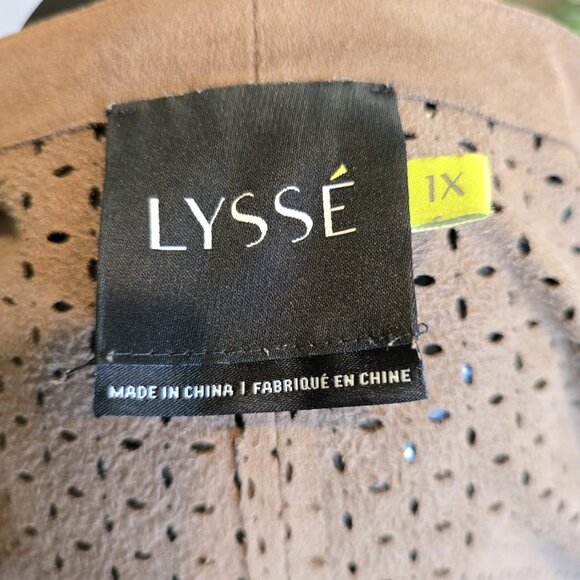 LYSSÉ
1X
MADE IN CHINA | FABRIQUÉ EN CHINE